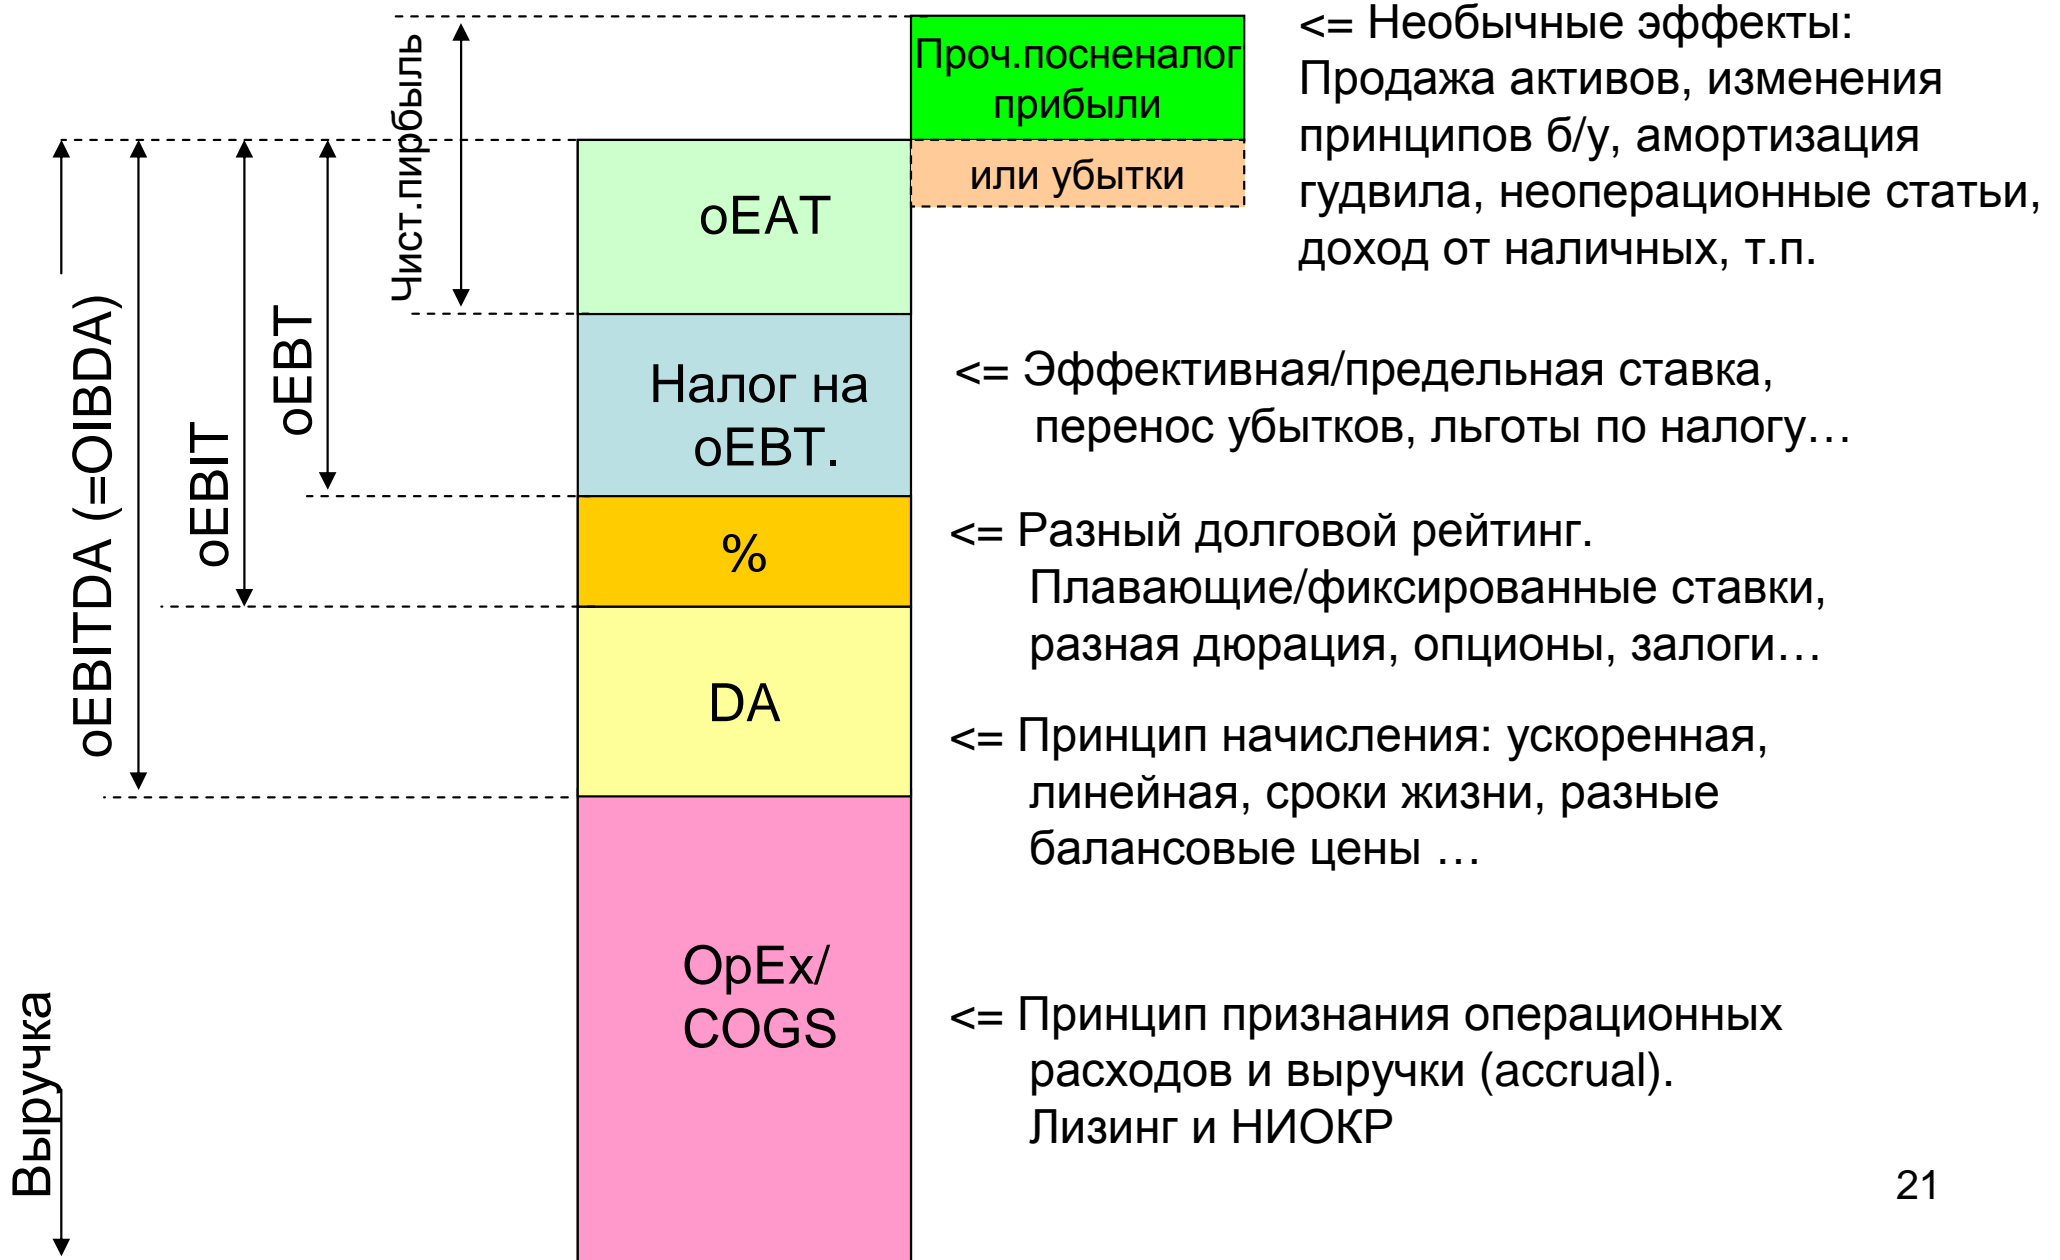 Проч.посненалог
прибыли
или убытки
<= Необычные эффекты:
Продажа активов, изменения
принципов б/у, амортизация
гудвила, неоперационные статьи,
доход от наличных, т.п.
Чист.пирбыль
oEAT
oEBT
oEBIT
oEBITDA (=OIBDA)
Выручка
Налог на
oEBT.
<= Эффективная/предельная ставка,
перенос убытков, льготы по налогу…
%
<= Разный долговой рейтинг.
Плавающие/фиксированные ставки,
разная дюрация, опционы, залоги…
DA
<= Принцип начисления: ускоренная,
линейная, сроки жизни, разные
балансовые цены …
OpEx/
COGS
<= Принцип признания операционных
расходов и выручки (accrual).
Лизинг и НИОКР
21